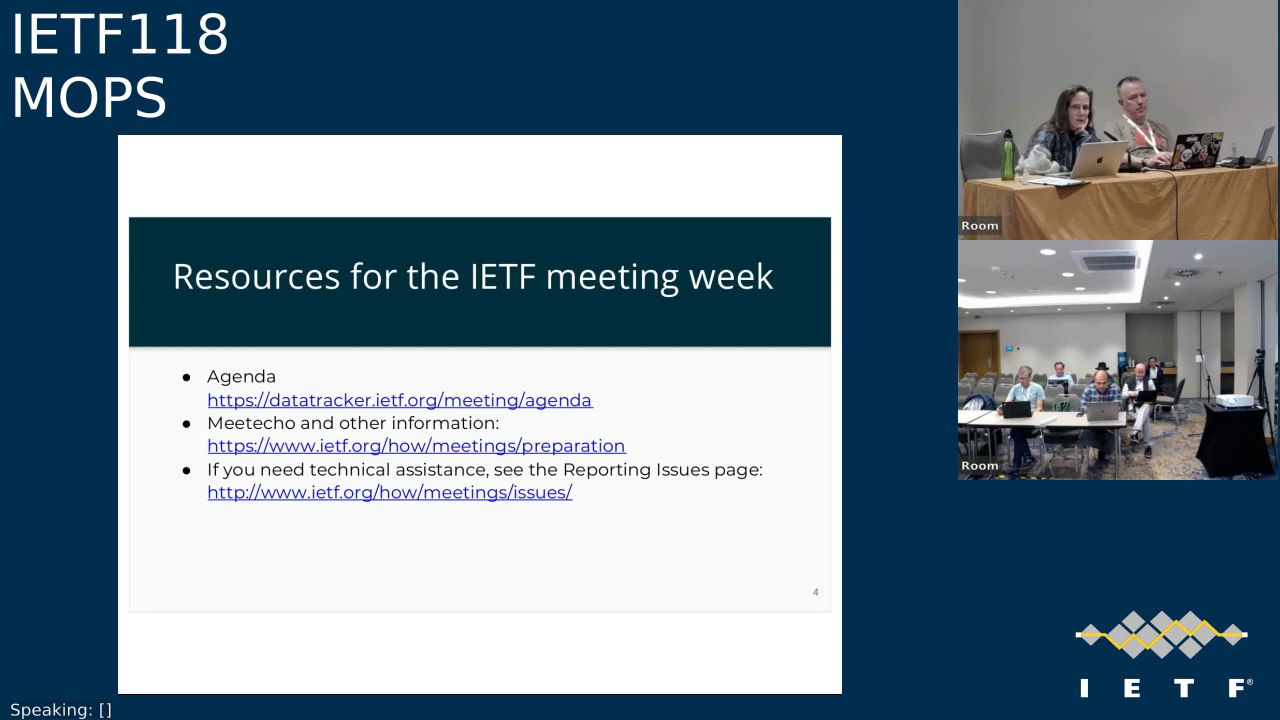 IETF118
MOPS
Resources for the IETF meeting week
● Agenda
https://datatracker.ietf.org/meeting/agenda
● Meetecho and other information:
https://www.ietf.org/how/meetings/preparation
● If you need technical assistance, see the Reporting Issues page:
http://www.ietf.org/how/meetings/issues/
4
Room
Room
I E T F®
Speaking: []